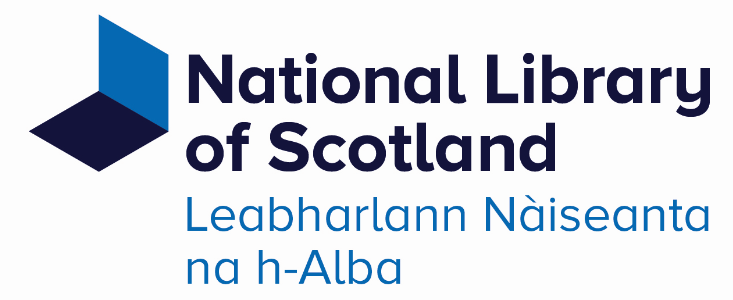 National Library
of Scotland
Leabharlann Nàiseanta
na h-Alba